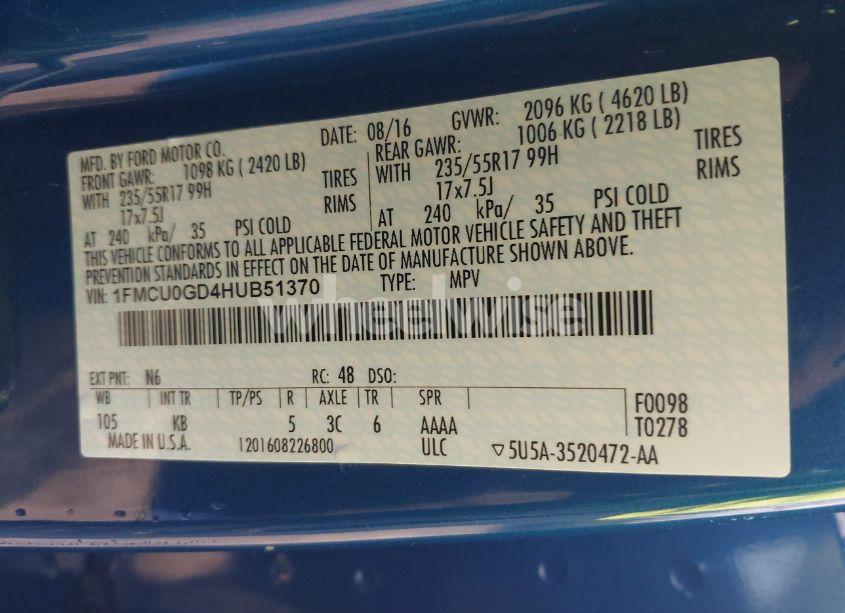 MFD. BY FORD MOTOR CO. DATE: 08/16 GVWR: 2096 KG ( 4620 LB)
FRONT GAWR: 1098 KG ( 2420 LB) REAR GAWR: 1006 KG ( 2218 LB)
WITH 235/55R17 99H TIRES WITH 235/55R17 99H TIRES
17x7.5J RIMS 17x7.5J RIMS
AT 240 kPa/ 35 PSI COLD AT 240 kPa/ 35 PSI COLD
THIS VEHICLE CONFORMS TO ALL APPLICABLE FEDERAL MOTOR VEHICLE SAFETY AND THEFT
PREVENTION STANDARDS IN EFFECT ON THE DATE OF MANUFACTURE SHOWN ABOVE.
VIN: 1FMCU0GD4HUB51370 TYPE: MPV
wheelwise
EXT PNT: N6 RC: 48 DSO:
WB INT TR TP/PS R AXLE TR SPR
105 KB 5 3C 6 AAAA
F0098
T0278
MADE IN U.S.A. 1201608226800 ULC ▽5U5A-3520472-AA